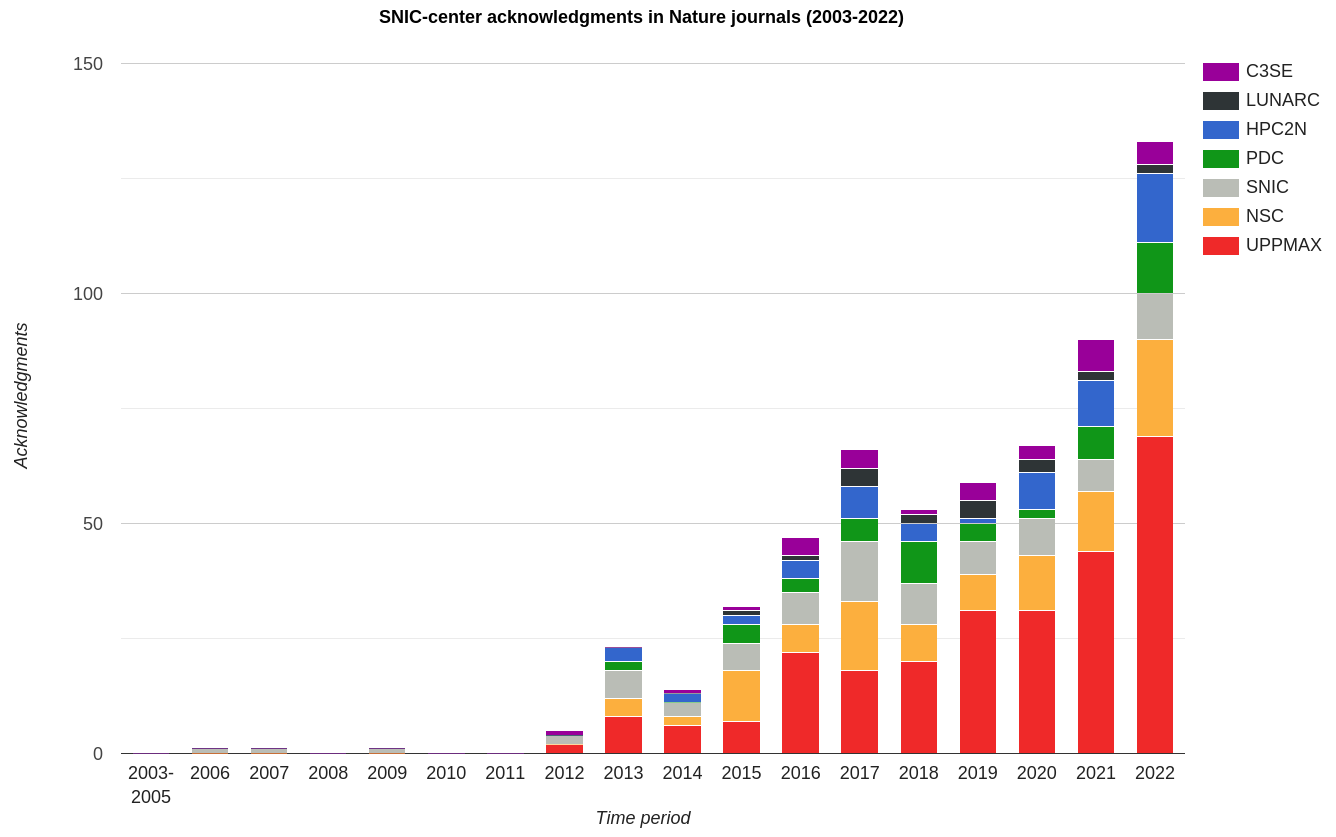 SNIC-center acknowledgments in Nature journals (2003-2022)
150
100
50
0
Acknowledgments
2003-2005
2006
2007
2008
2009
2010
2011
2012
2013
2014
2015
2016
2017
2018
2019
2020
2021
2022
Time period
C3SE
LUNARC
HPC2N
PDC
SNIC
NSC
UPPMAX